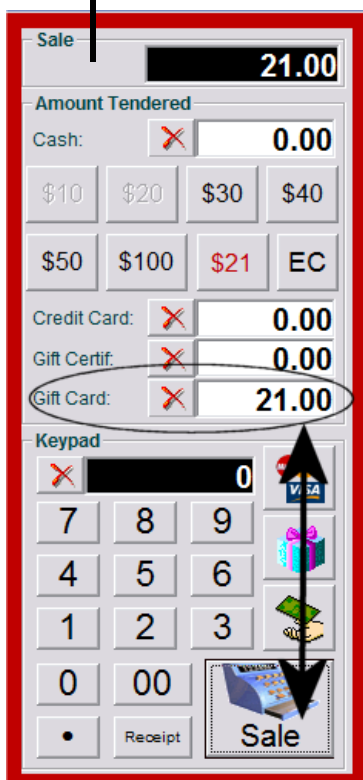 Sale
21.00
Amount Tendered
Cash: 0.00
$10 $20 $30 $40
$50 $100 $21 EC
Credit Card: 0.00
Gift Certif: 0.00
Gift Card: 21.00
Keypad
0
VISA
7 8 9
4 5 6
1 2 3
0 00
• Receipt Sale